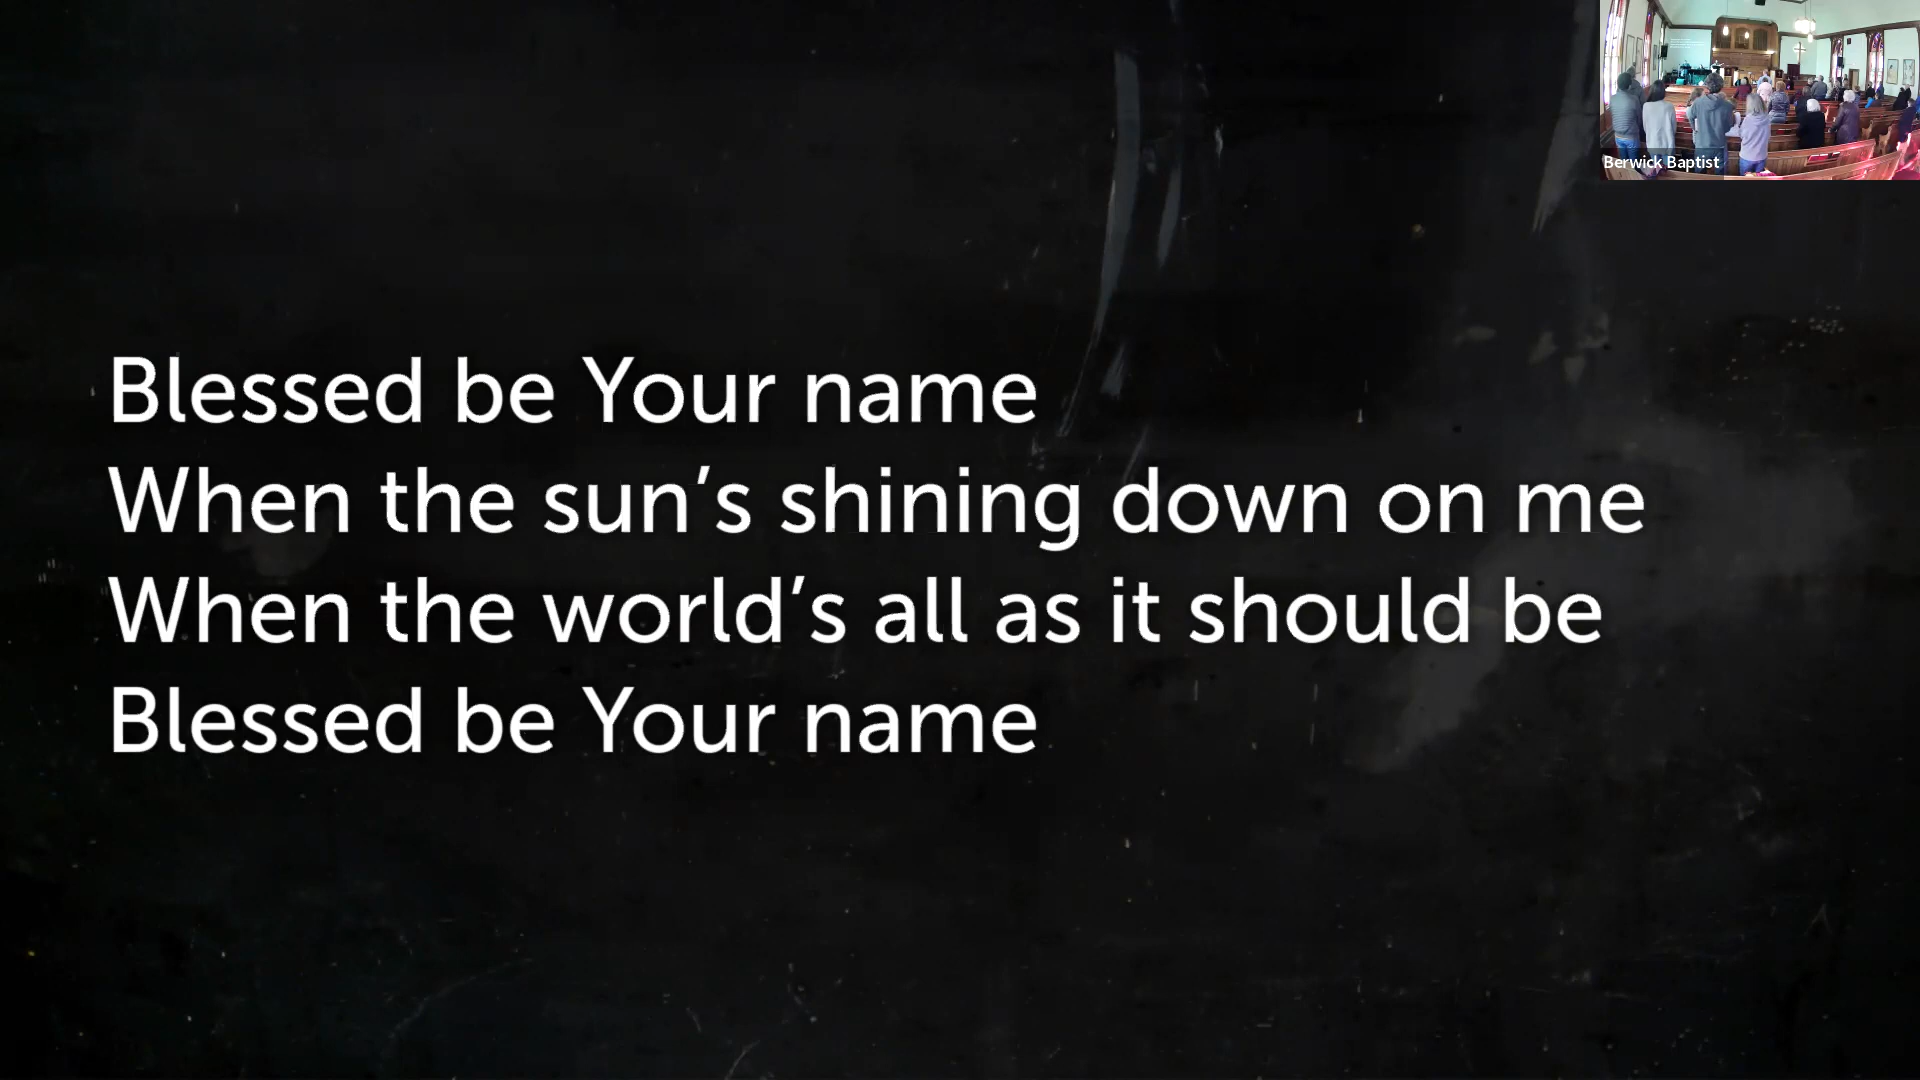 Berwick Baptist
Blessed be Your name
When the sun’s shining down on me
When the world’s all as it should be
Blessed be Your name